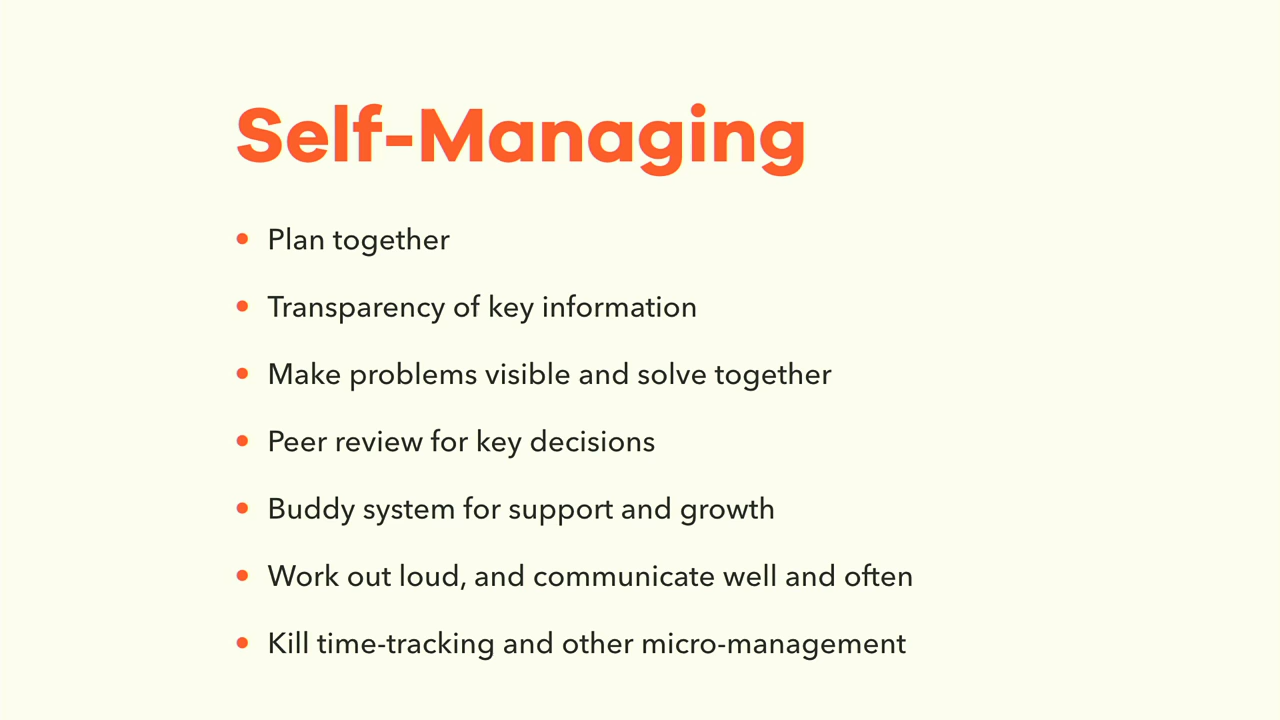 Self-Managing
• Plan together
• Transparency of key information
• Make problems visible and solve together
• Peer review for key decisions
• Buddy system for support and growth
• Work out loud, and communicate well and often
• Kill time-tracking and other micro-management